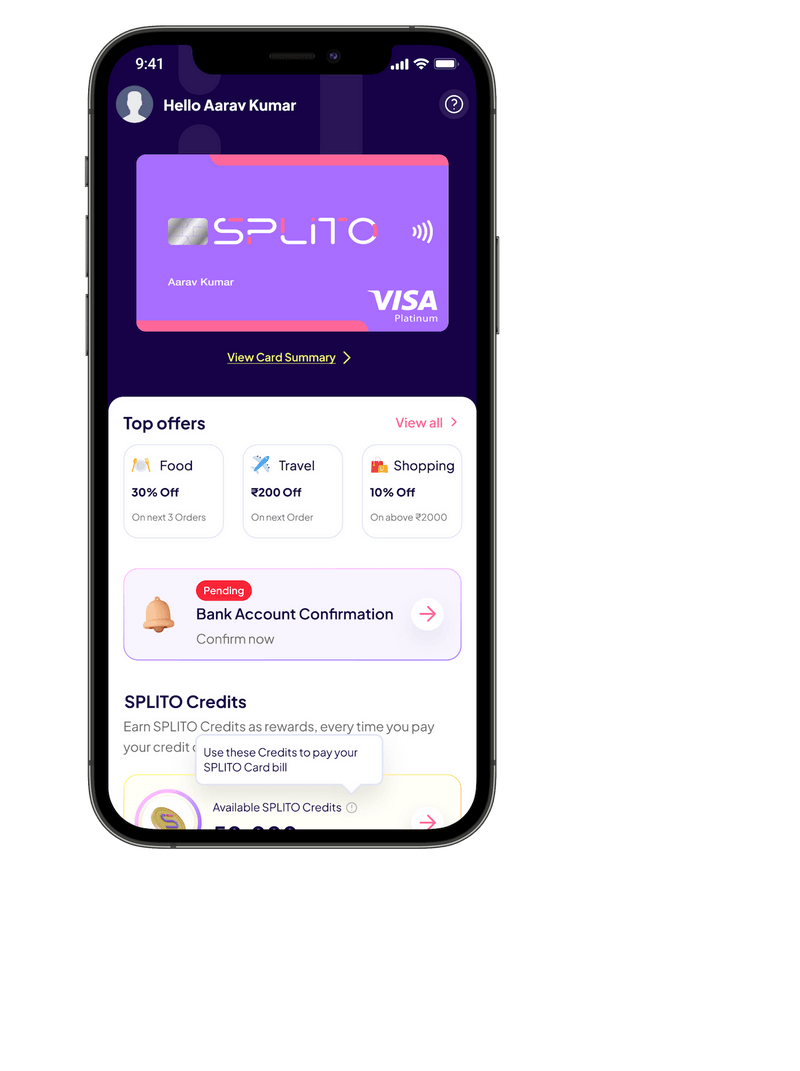 9:41
Hello Aarav Kumar
SPLITO
Aarav Kumar
VISA
Platinum
View Card Summary
Top offers
View all
Food
Travel
Shopping
30% Off
₹200 Off
10% Off
On next 3 Orders
On next Order
On above ₹2000
Pending
Bank Account Confirmation
Confirm now
SPLITO Credits
Earn SPLITO Credits as rewards, every time you pay
your credit
Use these Credits to pay your
SPLITO Card bill
Available SPLITO Credits